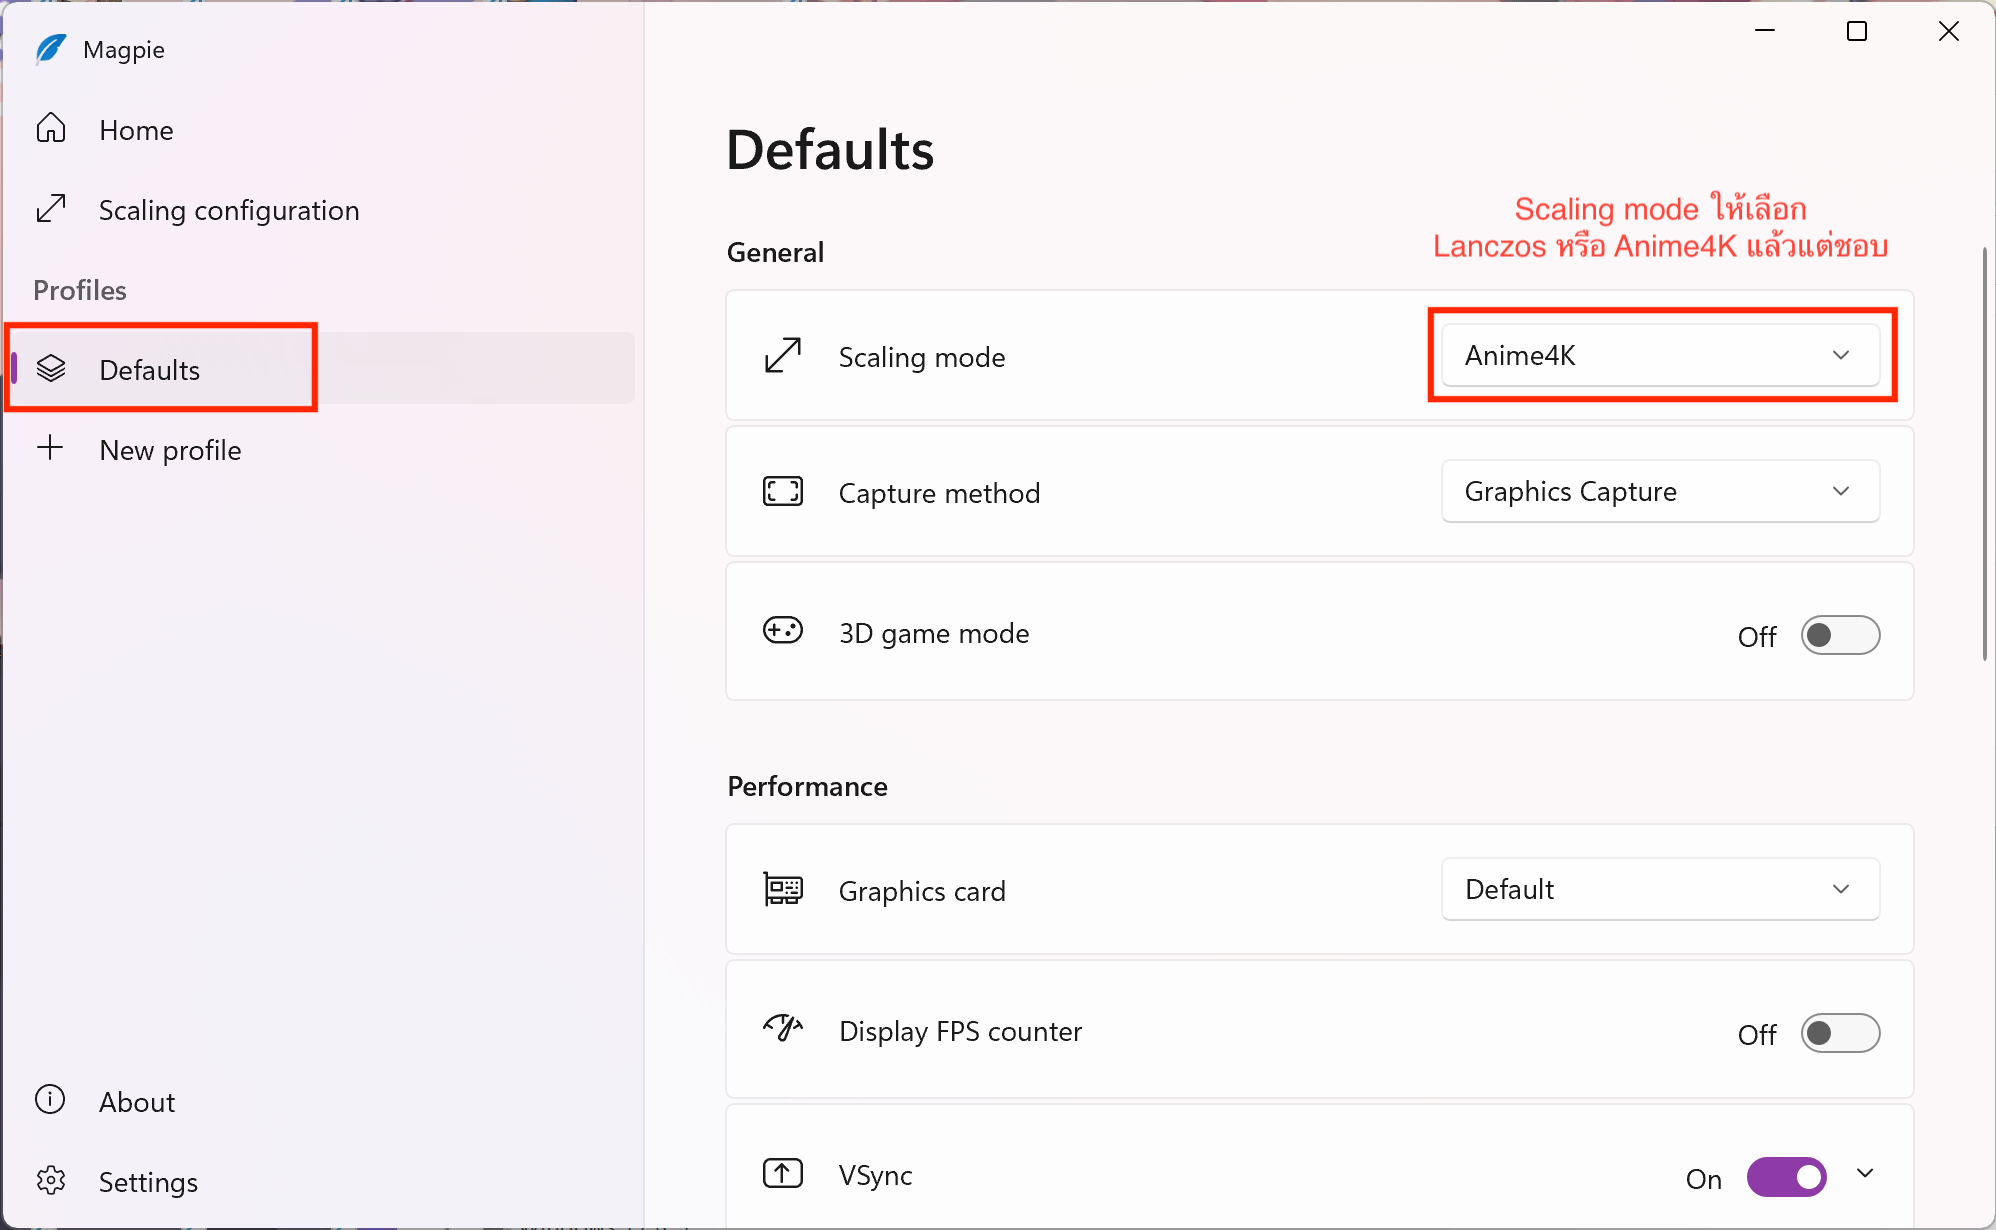 Magpie
Home
Scaling configuration
Profiles
Defaults
New profile
About
Settings
Defaults
Scaling mode ให้เลือก
Lanczos หรือ Anime4K แล้วแต่ชอบ
General
Scaling mode
Anime4K
Capture method
Graphics Capture
3D game mode
Off
Performance
Graphics card
Default
Display FPS counter
Off
VSync
On